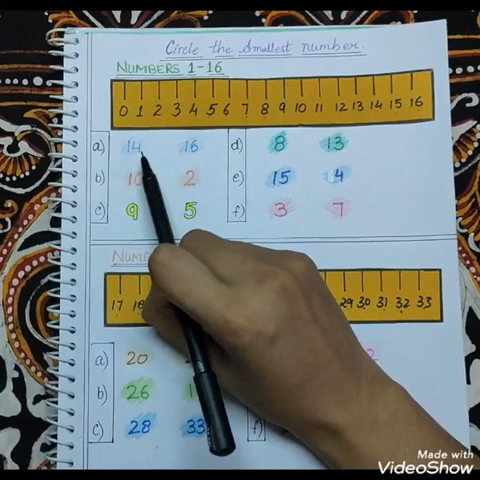 Circle the Smallest number.
NUMBERS 1-16
0 1 2 3 4 5 6 7 8 9 10 11 12 13 14 15 16
a) 14 16 d) 8 13
b) 2 e) 15 14
c) 9 5 f) 3 7
17 18 29 30 31 32 33
a) 20
b) 26
c) 28 33 f)
Made with
VideoShow